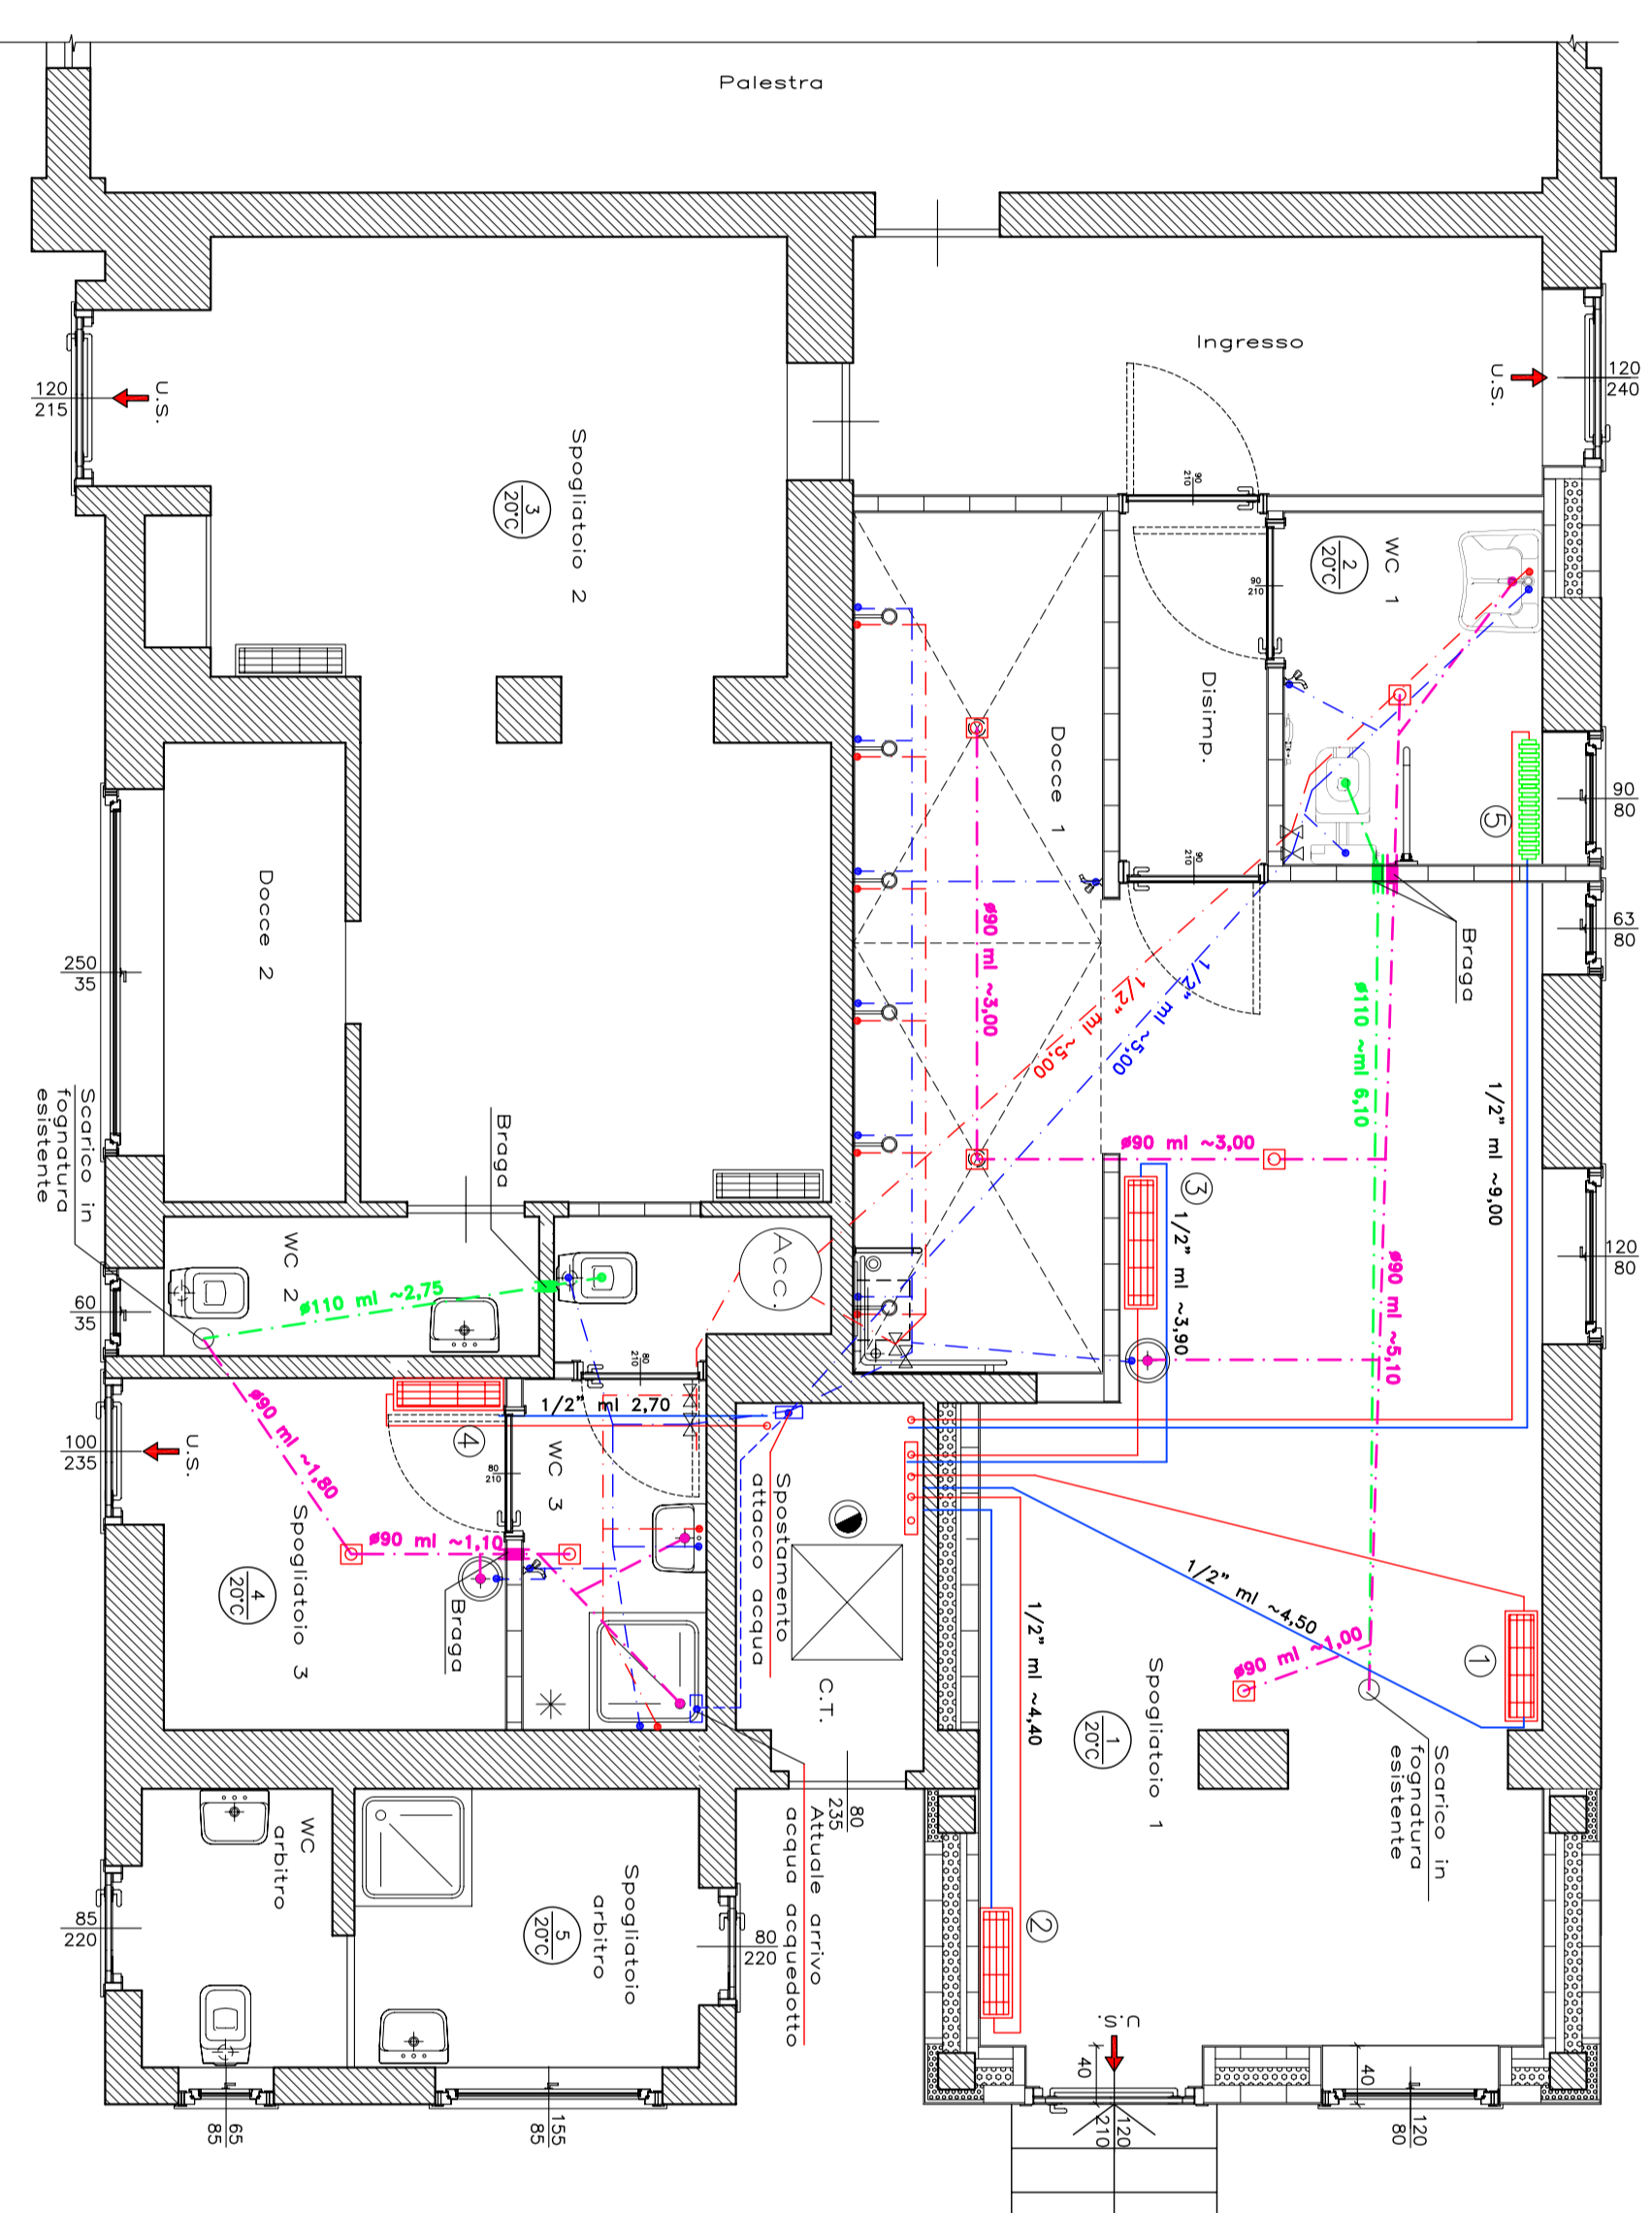 Palestra
Ingresso
U.S.
120
240
120
215
U.S.
Spogliatoio 2
3
20°C
90
210
WC 1
2
20°C
90
210
Disimp.
Docce 1
90
210
5
90
80
63
80
Braga
Docce 2
250
35
ø90 ml ~3,00
1/2" ml ~5,00
1/2" ml ~5,00
ø110 ~ml 6,10
1/2" ml ~9,00
ø90 ml ~3,00
3
1/2" ml ~3,90
ø90 ml ~5,10
120
80
Scarico in
fognatura
esistente
Braga
WC 2
ø110 ml ~2,75
Acc.
60
35
80
210
1/2" ml 2,70
4
ø90 ml ~1,80
100
235
U.S.
80
210
WC 3
ø90 ml ~1,10
Spogliatoio 3
4
20°C
Braga
Spostamento
attacco acqua
C.T.
1/2" ml ~4,40
1/2" ml ~4,50
ø90 ml ~1,00
1
Spogliatoio 1
1
20°C
Scarico in
fognatura
esistente
80
235
Attuale arrivo
acqua acquedotto
WC
arbitro
Spogliatoio
arbitro
5
20°C
85
220
80
220
2
U.S.
40
40
65
85
155
85
120
210
120
80